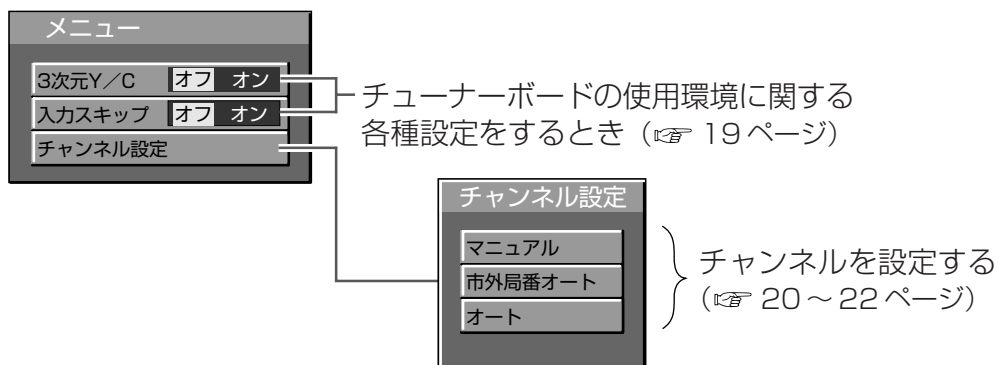 メニュー
3次元Y／C オフ オン
入力スキップ オフ オン
チャンネル設定
チューナーボードの使用環境に関する
各種設定をするとき（☞ 19ページ）
チャンネル設定
マニュアル
市外局番オート
オート
チャンネルを設定する
（☞ 20～22ページ）